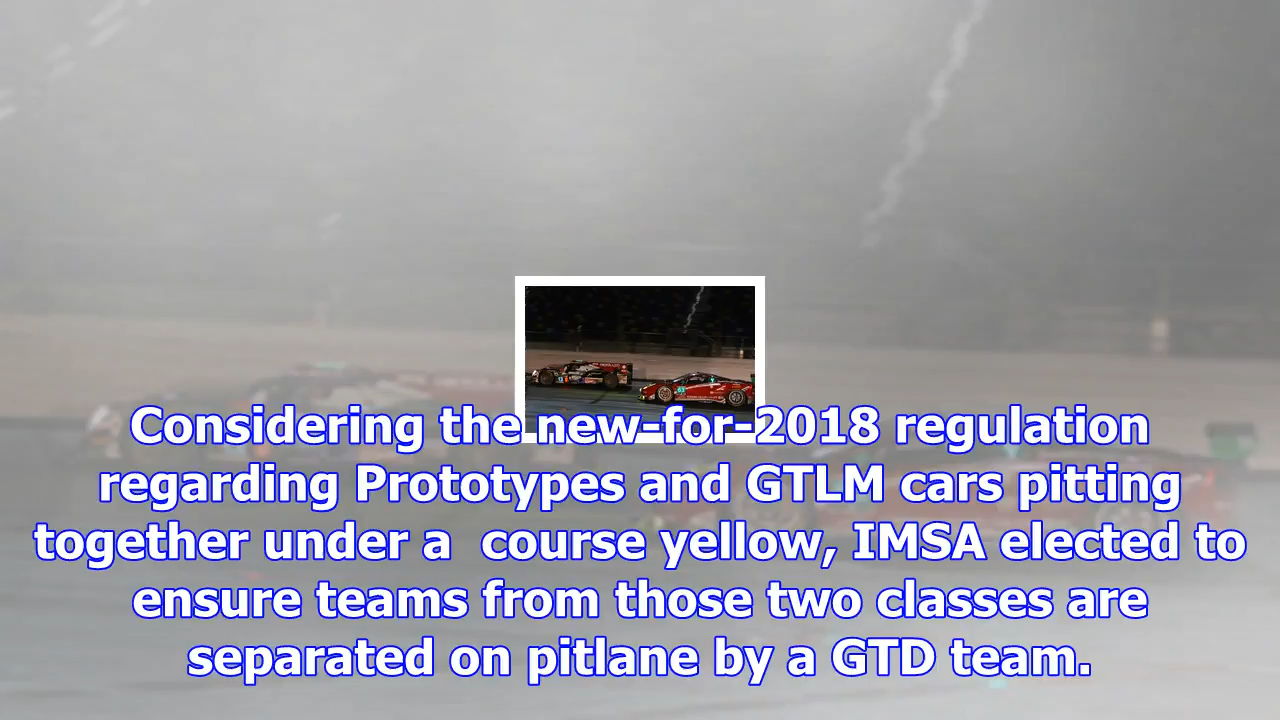 Considering the new-for-2018 regulation
regarding Prototypes and GTLM cars pitting
together under a  course yellow, IMSA elected to
ensure teams from those two classes are
separated on pitlane by a GTD team.